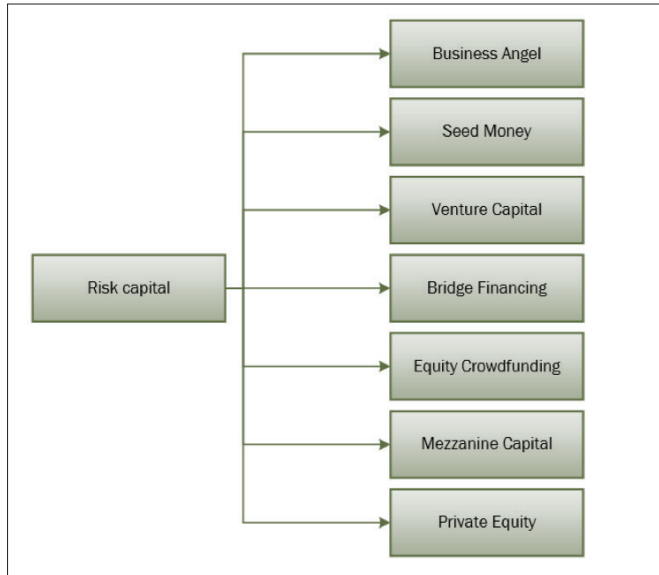 Business Angel
Seed Money
Venture Capital
Risk capital
Bridge Financing
Equity Crowdfunding
Mezzanine Capital
Private Equity